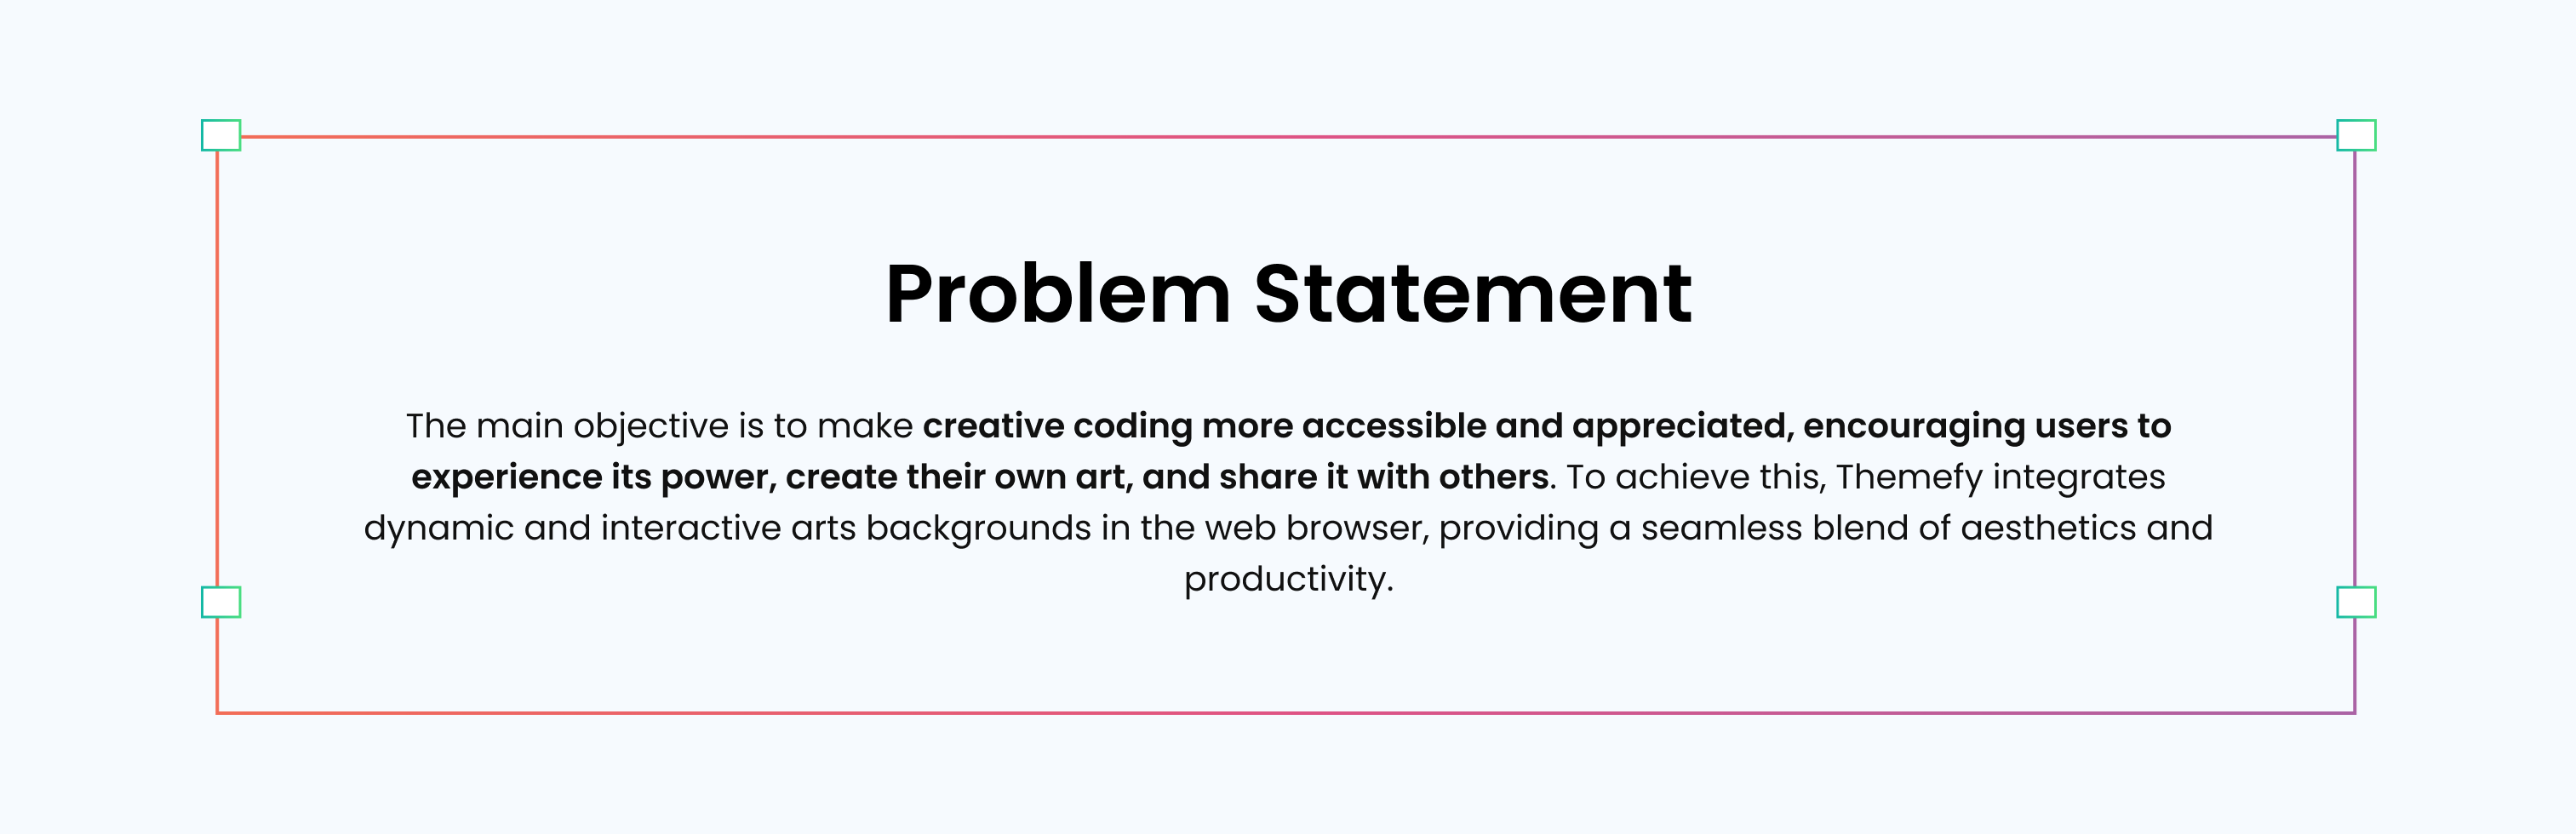 Problem Statement
The main objective is to make creative coding more accessible and appreciated, encouraging users to
experience its power, create their own art, and share it with others. To achieve this, Themefy integrates
dynamic and interactive arts backgrounds in the web browser, providing a seamless blend of aesthetics and
productivity.